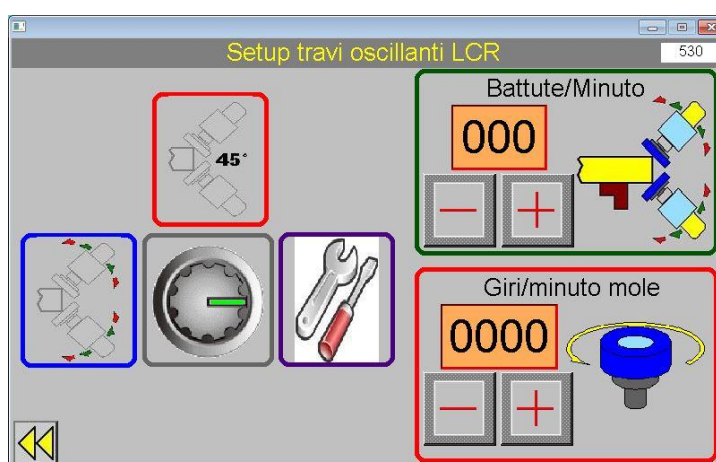 Setup travi oscillanti LCR
530
Battute/Minuto
000
45°
Giri/minuto mole
0000